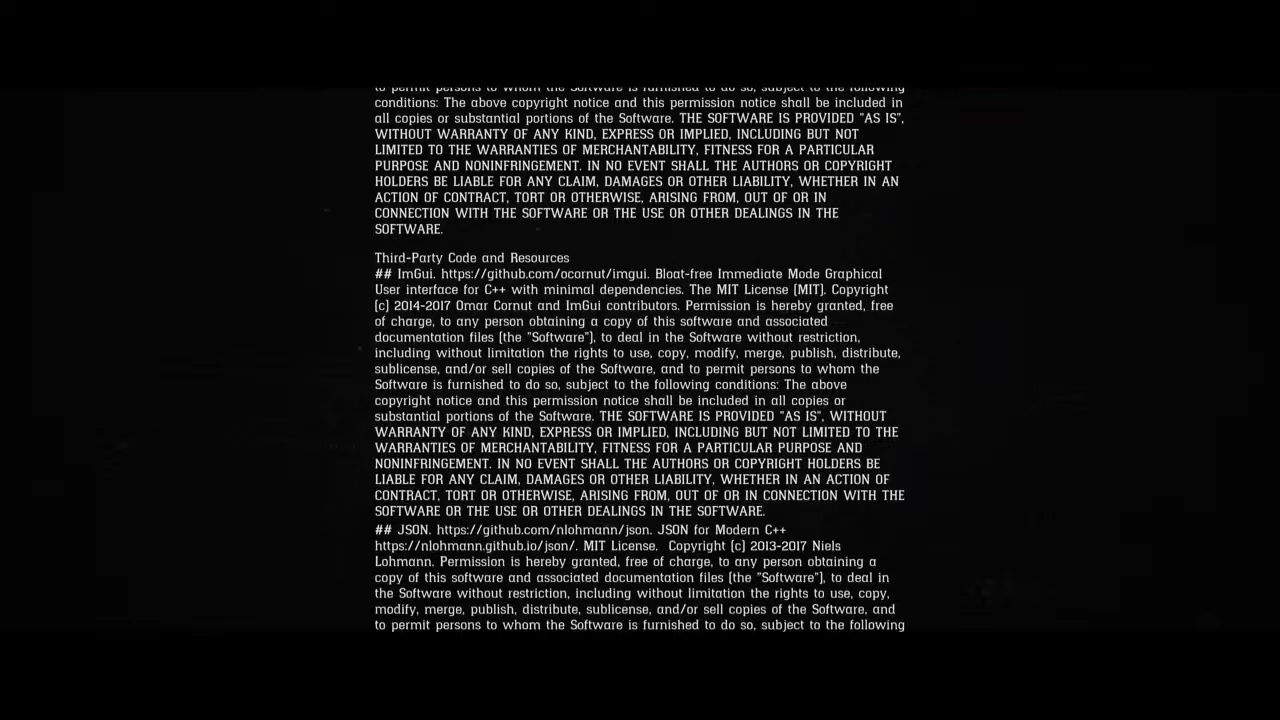 to permit persons to whom the Software is furnished to do so, subject to the following
conditions: The above copyright notice and this permission notice shall be included in
all copies or substantial portions of the Software. THE SOFTWARE IS PROVIDED "AS IS",
WITHOUT WARRANTY OF ANY KIND, EXPRESS OR IMPLIED, INCLUDING BUT NOT
LIMITED TO THE WARRANTIES OF MERCHANTABILITY, FITNESS FOR A PARTICULAR
PURPOSE AND NONINFRINGEMENT. IN NO EVENT SHALL THE AUTHORS OR COPYRIGHT
HOLDERS BE LIABLE FOR ANY CLAIM, DAMAGES OR OTHER LIABILITY, WHETHER IN AN
ACTION OF CONTRACT, TORT OR OTHERWISE, ARISING FROM, OUT OF OR IN
CONNECTION WITH THE SOFTWARE OR THE USE OR OTHER DEALINGS IN THE
SOFTWARE.
Third-Party Code and Resources
## ImGui. https://github.com/ocornut/imgui. Bloat-free Immediate Mode Graphical
User interface for C++ with minimal dependencies. The MIT License (MIT). Copyright
(c) 2014-2017 Omar Cornut and ImGui contributors. Permission is hereby granted, free
of charge, to any person obtaining a copy of this software and associated
documentation files (the "Software"), to deal in the Software without restriction,
including without limitation the rights to use, copy, modify, merge, publish, distribute,
sublicense, and/or sell copies of the Software, and to permit persons to whom the
Software is furnished to do so, subject to the following conditions: The above
copyright notice and this permission notice shall be included in all copies or
substantial portions of the Software. THE SOFTWARE IS PROVIDED "AS IS", WITHOUT
WARRANTY OF ANY KIND, EXPRESS OR IMPLIED, INCLUDING BUT NOT LIMITED TO THE
WARRANTIES OF MERCHANTABILITY, FITNESS FOR A PARTICULAR PURPOSE AND
NONINFRINGEMENT. IN NO EVENT SHALL THE AUTHORS OR COPYRIGHT HOLDERS BE
LIABLE FOR ANY CLAIM, DAMAGES OR OTHER LIABILITY, WHETHER IN AN ACTION OF
CONTRACT, TORT OR OTHERWISE, ARISING FROM, OUT OF OR IN CONNECTION WITH THE
SOFTWARE OR THE USE OR OTHER DEALINGS IN THE SOFTWARE.
## JSON. https://github.com/nlohmann/json. JSON for Modern C++
https://nlohmann.github.io/json/. MIT License.  Copyright (c) 2013-2017 Niels
Lohmann. Permission is hereby granted, free of charge, to any person obtaining a
copy of this software and associated documentation files (the "Software"), to deal in
the Software without restriction, including without limitation the rights to use, copy,
modify, merge, publish, distribute, sublicense, and/or sell copies of the Software, and
to permit persons to whom the Software is furnished to do so, subject to the following